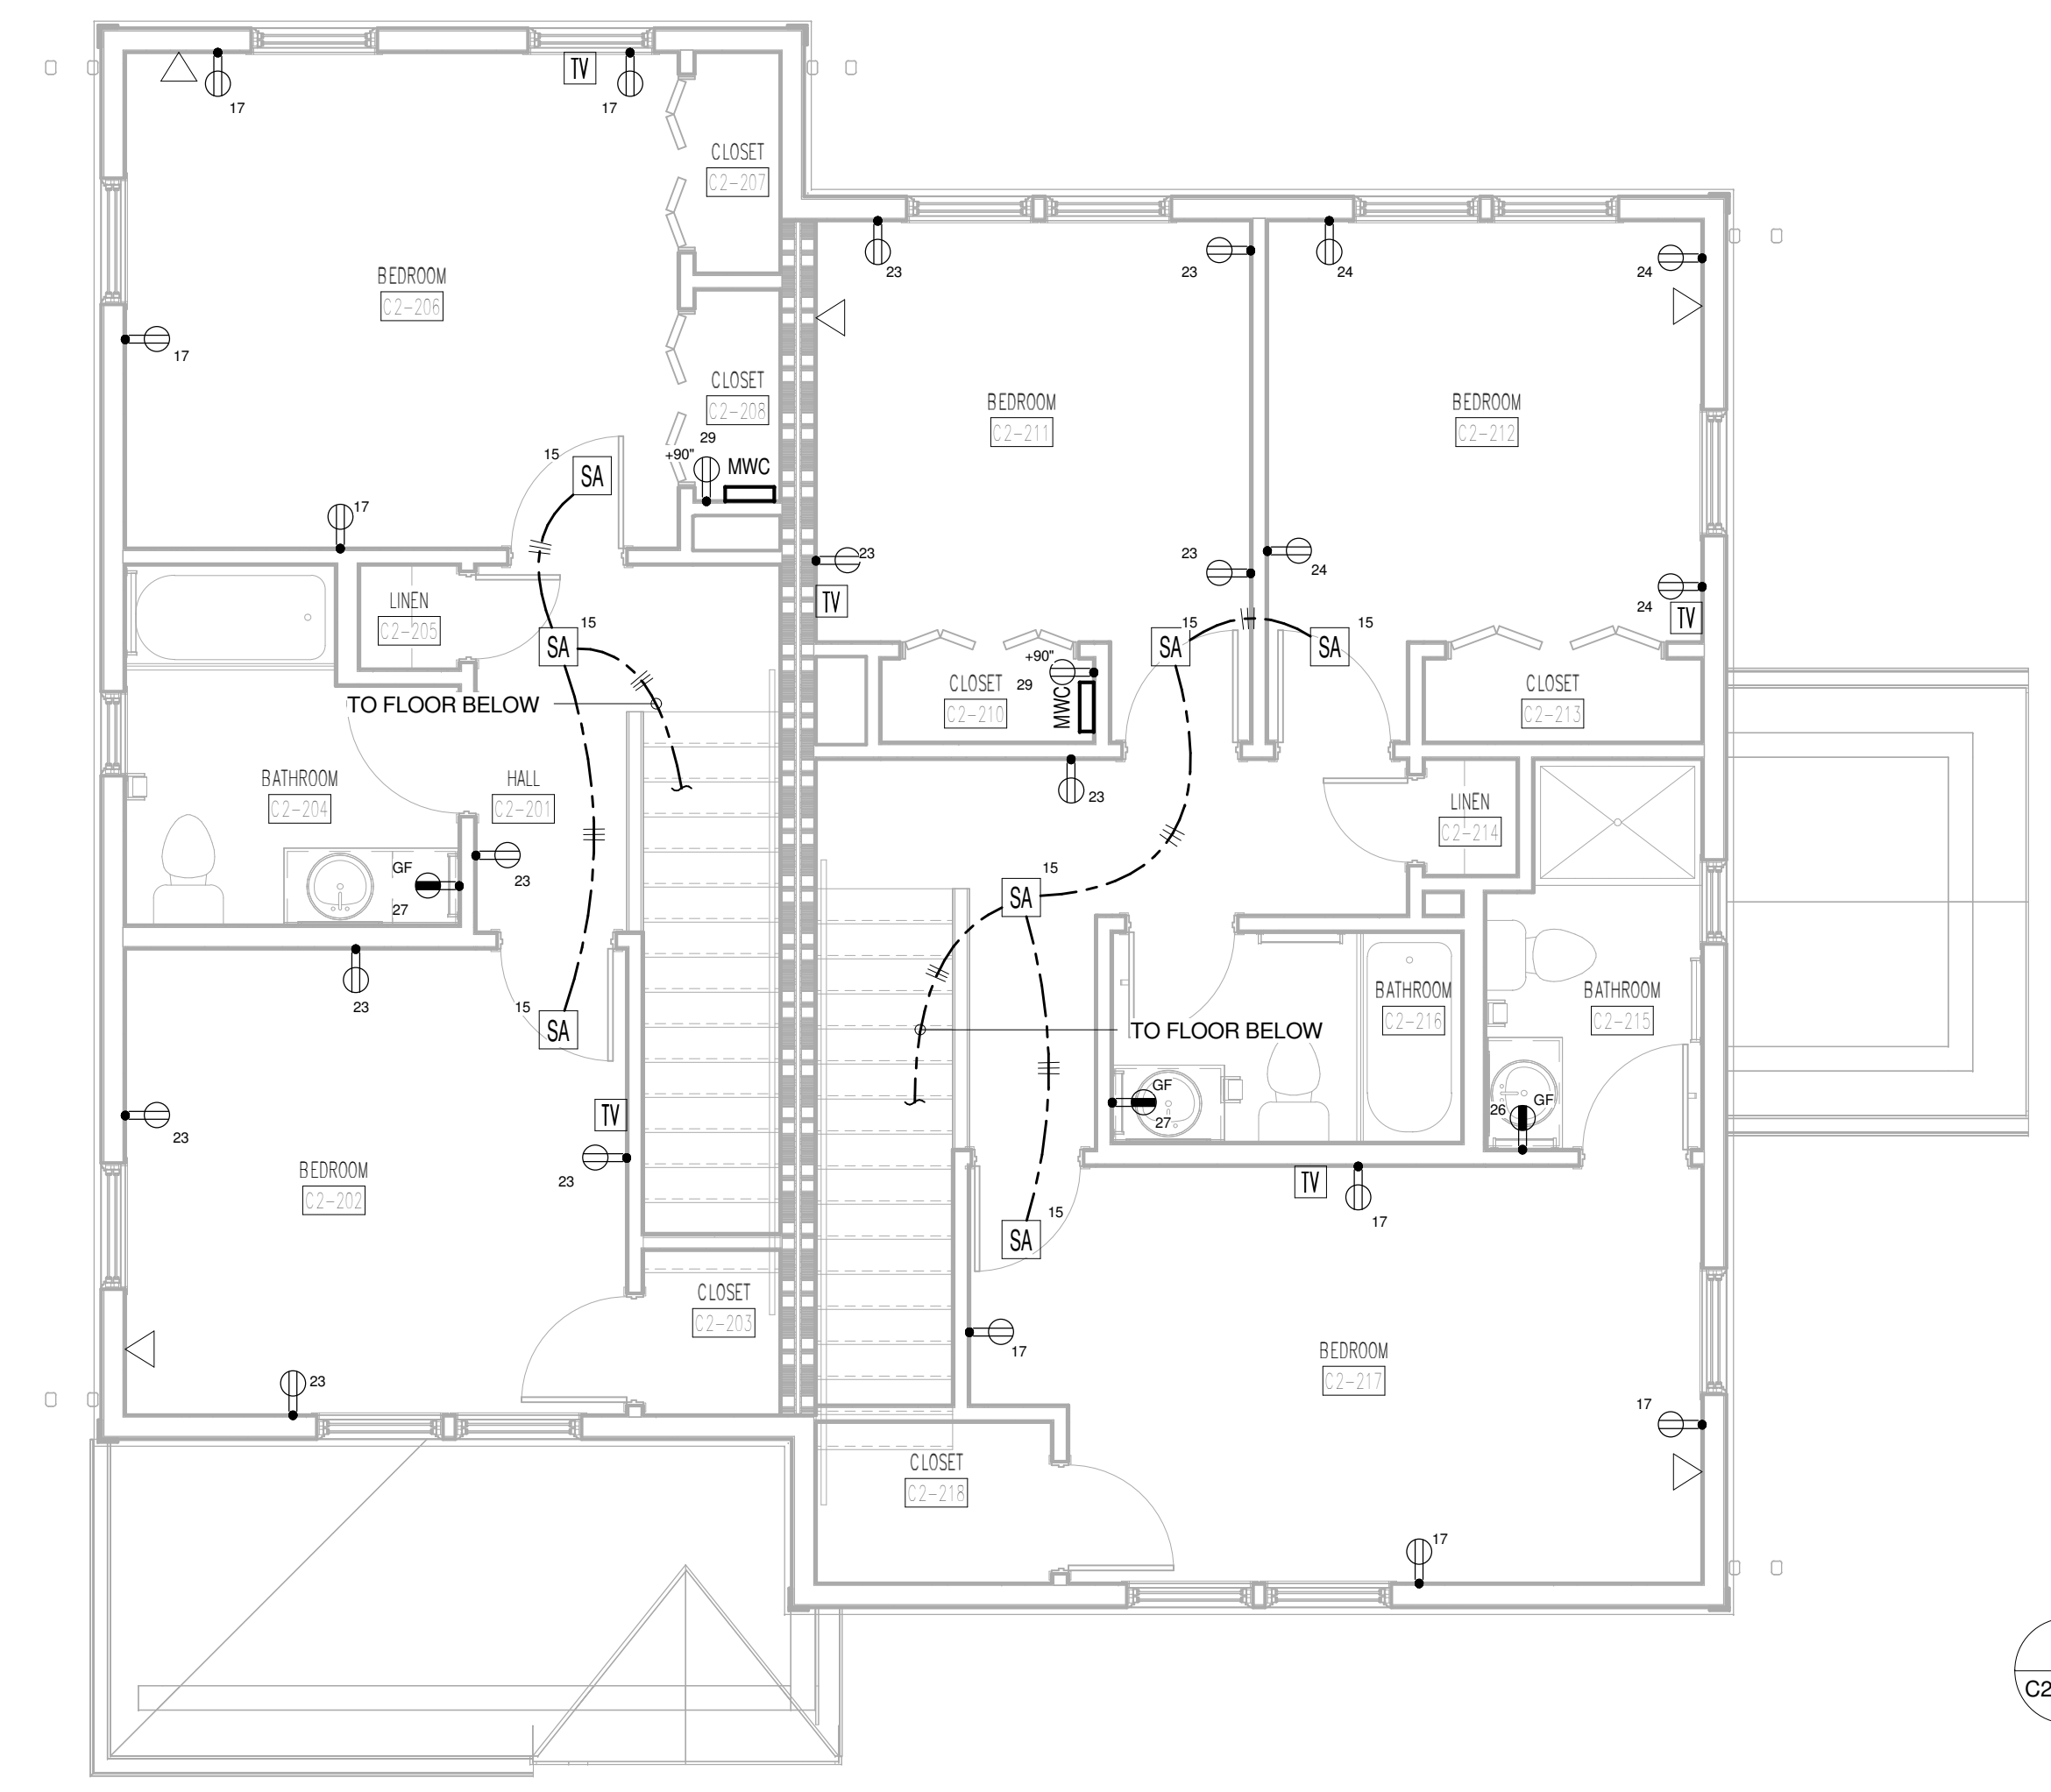 TV
17
17
CLOSET
C2-207
BEDROOM
C2-206
17
CLOSET
C2-208
29
+90"
MWC
15
SA
17
23
23
24
24
BEDROOM
C2-211
BEDROOM
C2-212
23
23
24
24
TV
TV
LINEN
C2-205
15
SA
15
SA
15
SA
TO FLOOR BELOW
+90"
29
MWC
CLOSET
C2-210
CLOSET
C2-213
BATHROOM
C2-204
HALL
C2-201
23
LINEN
C2-214
GF
27
23
15
SA
23
15
SA
BATHROOM
C2-216
BATHROOM
C2-215
TO FLOOR BELOW
TV
23
23
GF
27
26
GF
BEDROOM
C2-202
TV
17
15
SA
CLOSET
C2-203
17
BEDROOM
C2-217
23
17
CLOSET
C2-218
17
C2